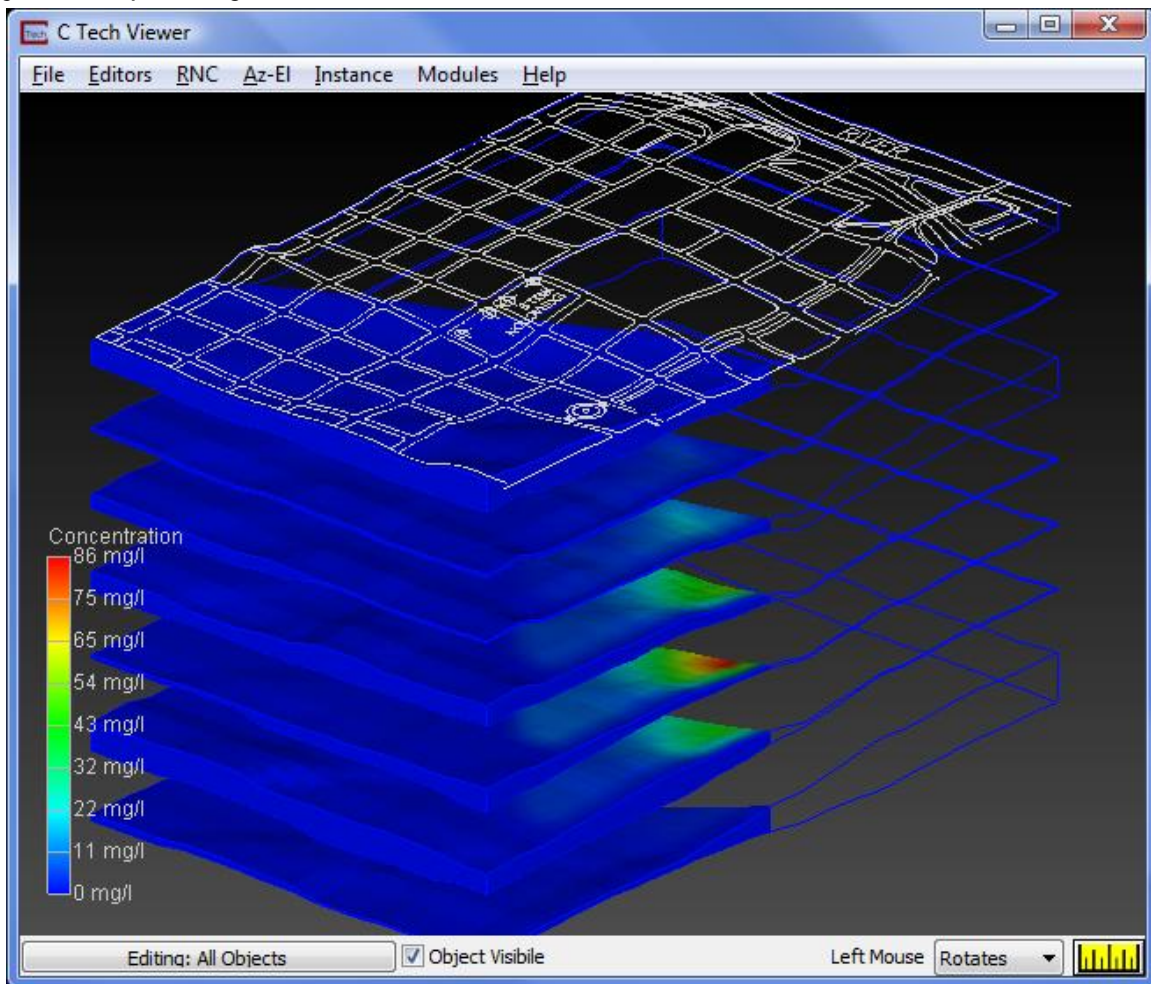 C Tech Viewer
File Editors RNC Az-El Instance Modules Help
RIVER
Concentration
86 mg/l
75 mg/l
65 mg/l
54 mg/l
43 mg/l
32 mg/l
22 mg/l
11 mg/l
0 mg/l
Editing: All Objects Object Visibile Left Mouse Rotates